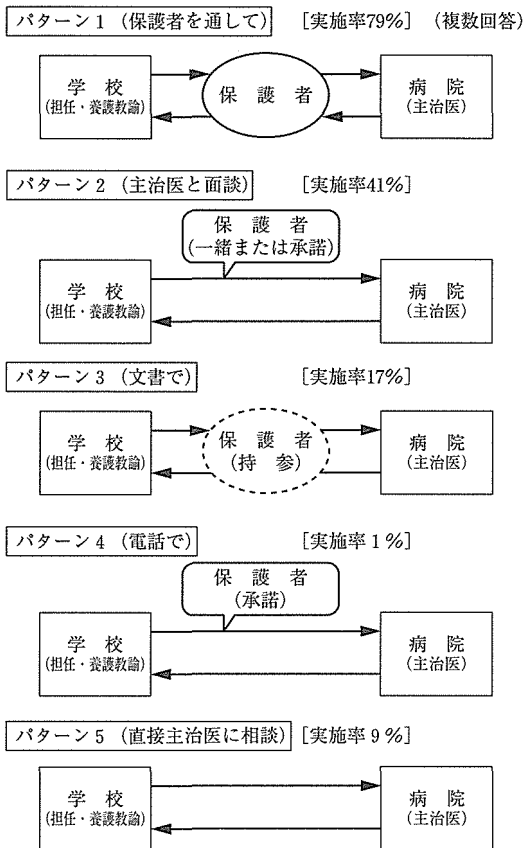 パターン1（保護者を通して） ［実施率79%］（複数回答）
学 校
(担任・養護教諭)
保 護 者
病 院
(主治医)
パターン2（主治医と面談） ［実施率41%］
保 護 者
(一緒または承諾)
学 校
(担任・養護教諭)
病 院
(主治医)
パターン3（文書で） ［実施率17%］
学 校
(担任・養護教諭)
保 護 者
(持 参)
病 院
(主治医)
パターン4（電話で） ［実施率1%］
保 護 者
(承諾)
学 校
(担任・養護教諭)
病 院
(主治医)
パターン5（直接主治医に相談） ［実施率9%］
学 校
(担任・養護教諭)
病 院
(主治医)